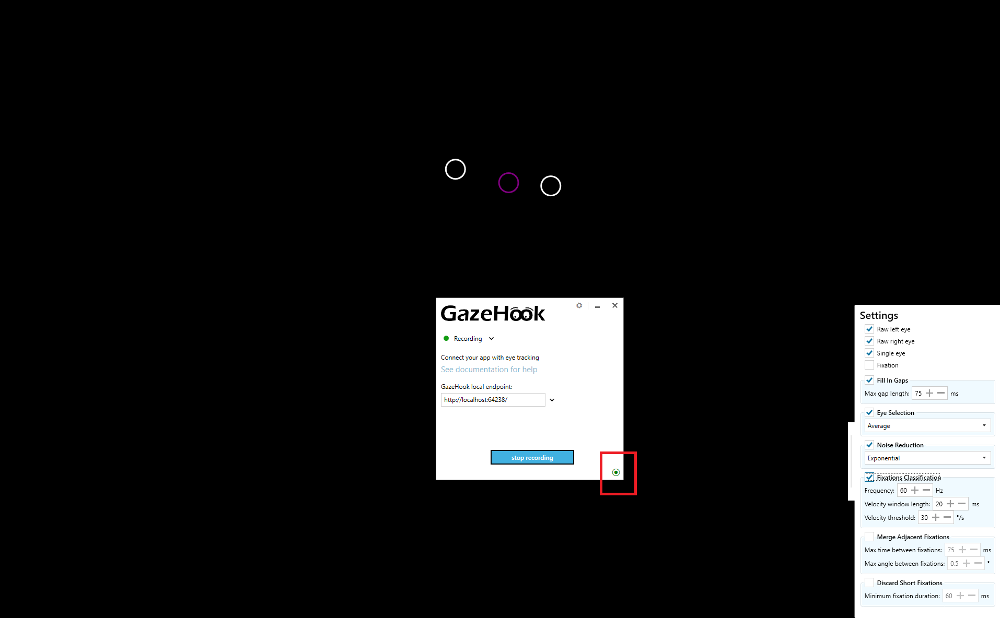 GazeHook
Recording
Connect your app with eye tracking
See documentation for help
GazeHook local endpoint:
http://localhost:64238/
stop recording
Settings
Raw left eye
Raw right eye
Single eye
Fixation
Fill In Gaps
Max gap length: 75 ms
Eye Selection
Average
Noise Reduction
Exponential
Fixations Classification
Frequency: 60 Hz
Velocity window length: 20 ms
Velocity threshold: 30 °/s
Merge Adjacent Fixations
Max time between fixations: 75 ms
Max angle between fixations: 0.5 °
Discard Short Fixations
Minimum fixation duration: 60 ms